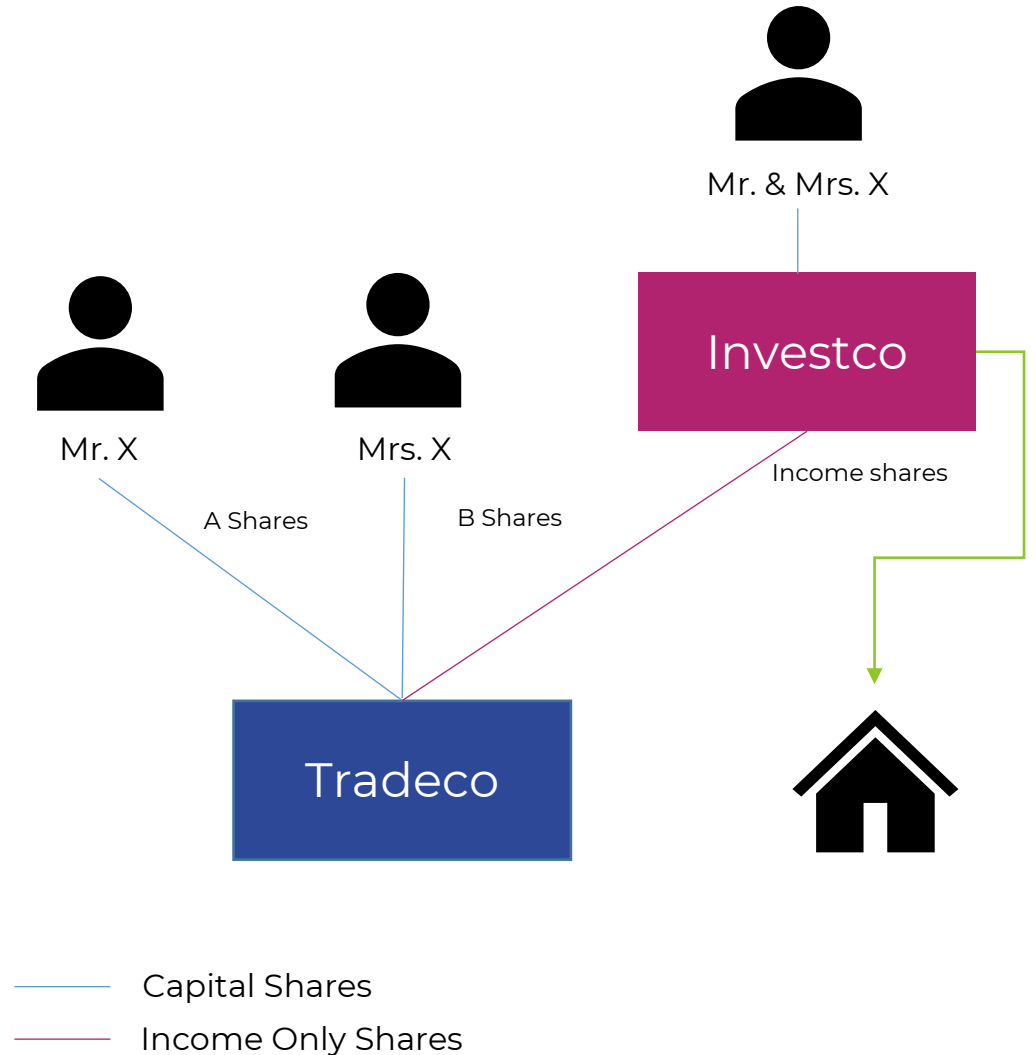 Mr. & Mrs. X
Investco
Mr. X
Mrs. X
Income shares
A Shares
B Shares
Tradeco
Capital Shares
Income Only Shares